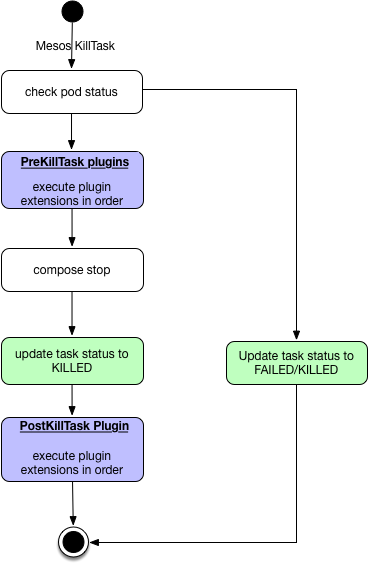 Mesos KillTask
check pod status
PreKillTask plugins
execute plugin
extensions in order
compose stop
update task status to
KILLED
Update task status to
FAILED/KILLED
PostKillTask Plugin
execute plugin
extensions in order